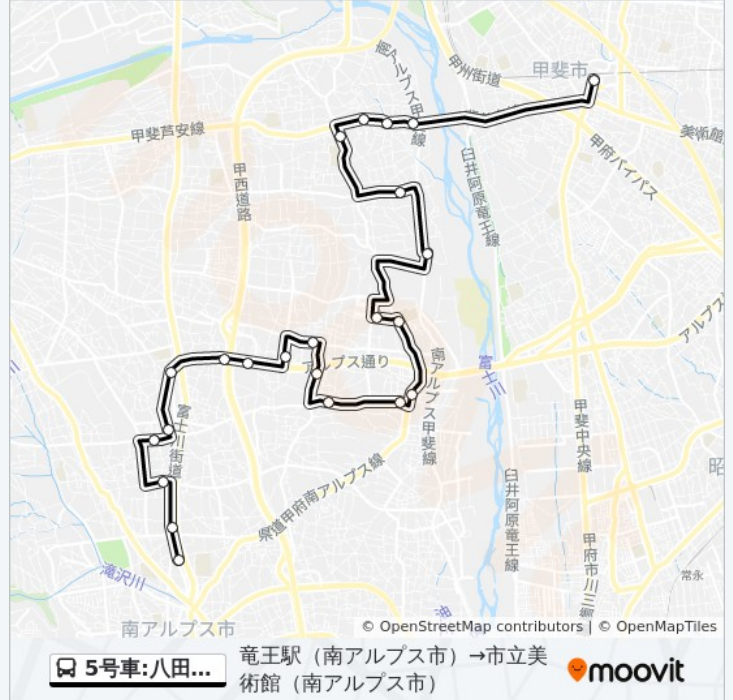 甲州街道
甲斐市
南アルプス甲斐線
甲斐芦安線
美術館
甲府バイパス
甲西道路
臼井阿原竜王線
アルプス
アルプス通り
南アルプス甲斐線
富士川
富士川街道
甲斐中央線
昭
県道甲府南アルプス線
臼井阿原竜王線
甲府市川三
滝沢川
常永
南アルプス市
© OpenStreetMap contributors | © OpenMapTiles
5号車:八田...
竜王駅（南アルプス市）→市立美
術館（南アルプス市）
moovit